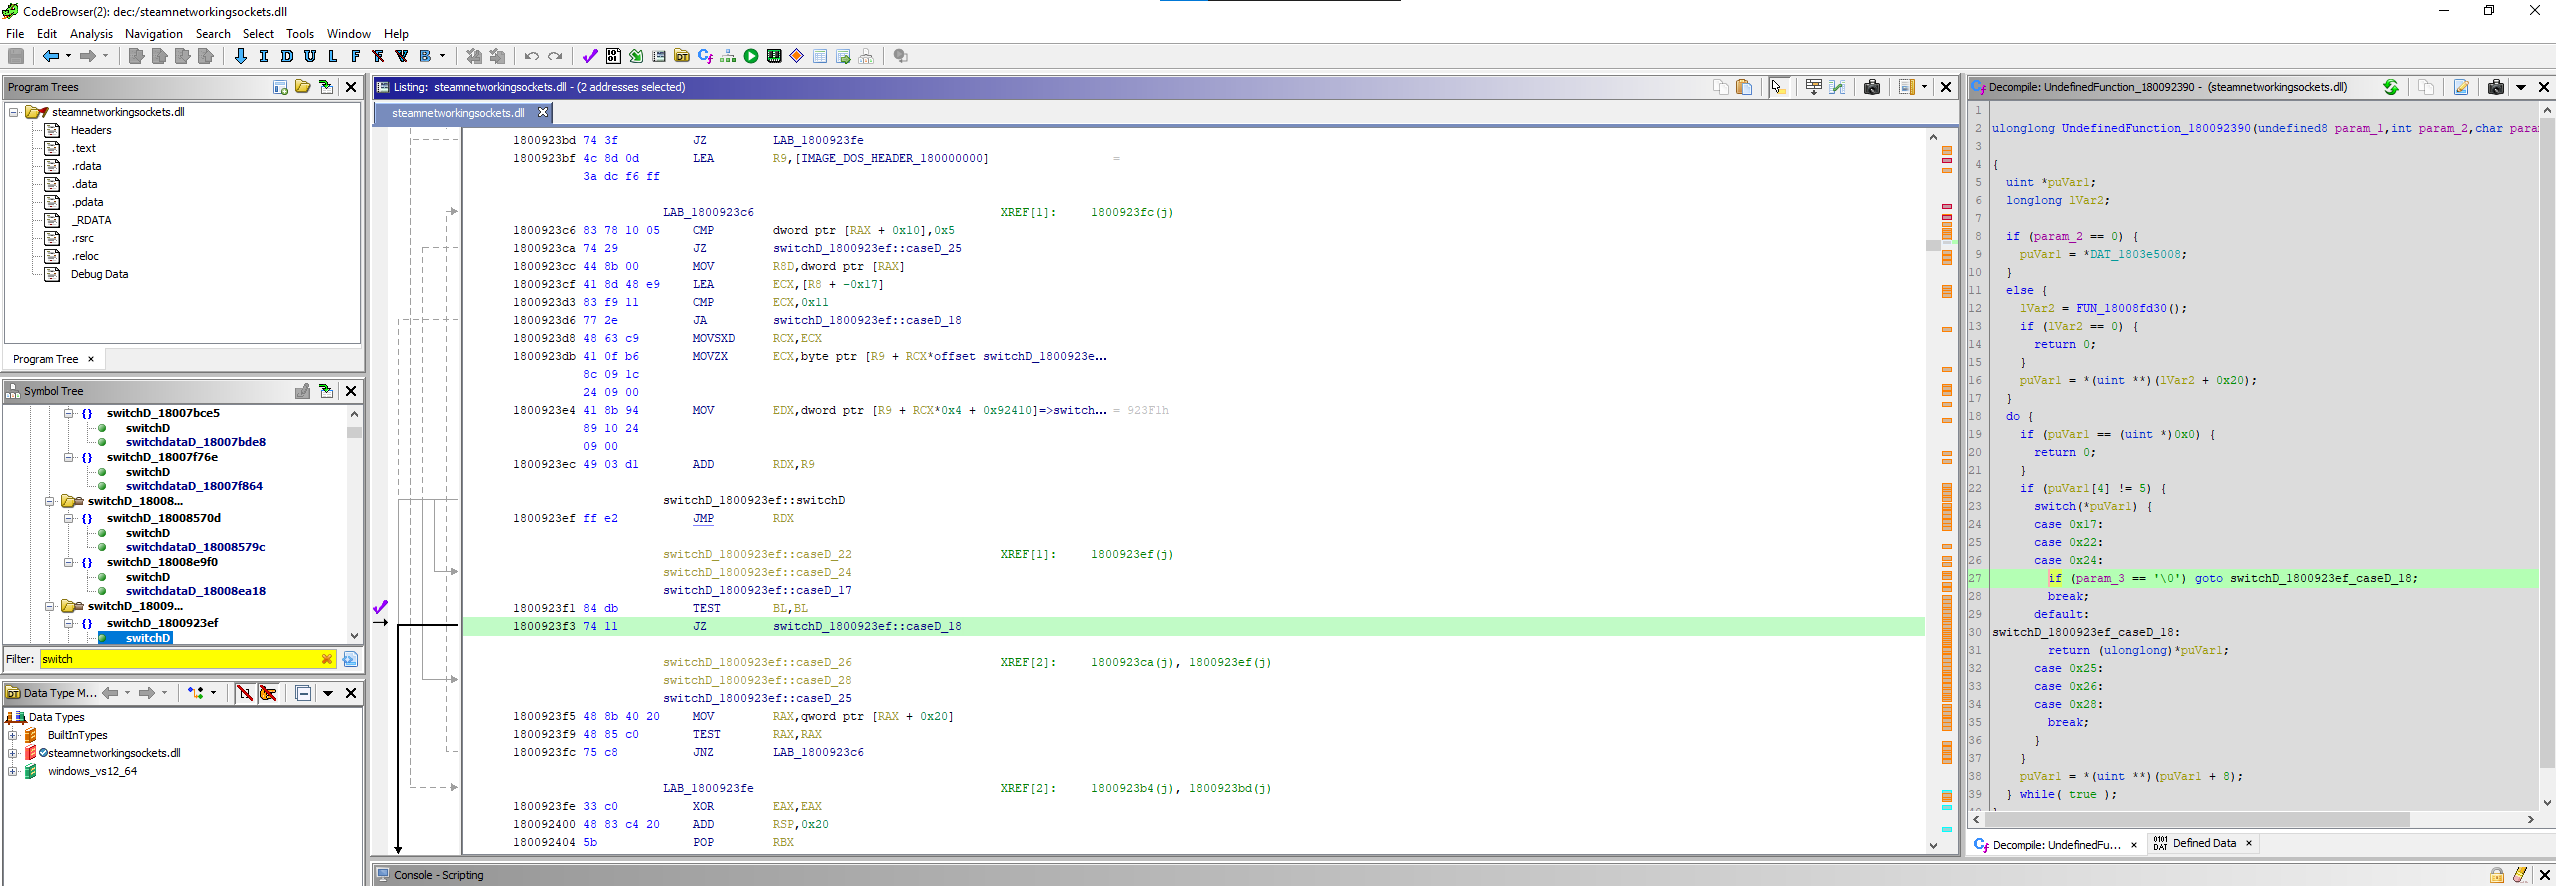 CodeBrowser(2): dec:/steamnetworkingsockets.dll
File Edit Analysis Navigation Search Select Tools Window Help
I D U L F B
Program Trees
steamnetworkingsockets.dll
Headers
.text
.rdata
.data
.pdata
_RDATA
.rsrc
.reloc
Debug Data
Program Tree ×
Symbol Tree
{} switchD_18007bce5
switchD
switchdataD_18007bde8
{} switchD_18007f76e
switchD
switchdataD_18007f864
switchD_18008...
{} switchD_18008570d
switchD
switchdataD_18008579c
{} switchD_18008e9f0
switchD
switchdataD_18008ea18
switchD_18009...
{} switchD_1800923ef
switchD
Filter: switch
Data Type M...
Data Types
BuiltInTypes
steamnetworkingsockets.dll
windows_vs12_64
Listing: steamnetworkingsockets.dll - (2 addresses selected)
steamnetworkingsockets.dll
1800923bd 74 3f JZ LAB_1800923fe
1800923bf 4c 8d 0d LEA R9,[IMAGE_DOS_HEADER_180000000] =
3a dc f6 ff
LAB_1800923c6 XREF[1]: 1800923fc(j)
1800923c6 83 78 10 05 CMP dword ptr [RAX + 0x10],0x5
1800923ca 74 29 JZ switchD_1800923ef::caseD_25
1800923cc 44 8b 00 MOV R8D,dword ptr [RAX]
1800923cf 41 8d 48 e9 LEA ECX,[R8 + -0x17]
1800923d3 83 f9 11 CMP ECX,0x11
1800923d6 77 2e JA switchD_1800923ef::caseD_18
1800923d8 48 63 c9 MOVSXD RCX,ECX
1800923db 41 0f b6 MOVZX ECX,byte ptr [R9 + RCX*offset switchD_1800923e...
8c 09 1c
24 09 00
1800923e4 41 8b 94 MOV EDX,dword ptr [R9 + RCX*0x4 + 0x92410]=>switch... = 923F1h
89 10 24
09 00
1800923ec 49 03 d1 ADD RDX,R9
switchD_1800923ef::switchD
1800923ef ff e2 JMP RDX
switchD_1800923ef::caseD_22 XREF[1]: 1800923ef(j)
switchD_1800923ef::caseD_24
switchD_1800923ef::caseD_17
1800923f1 84 db TEST BL,BL
1800923f3 74 11 JZ switchD_1800923ef::caseD_18
switchD_1800923ef::caseD_26 XREF[2]: 1800923ca(j), 1800923ef(j)
switchD_1800923ef::caseD_28
switchD_1800923ef::caseD_25
1800923f5 48 8b 40 20 MOV RAX,qword ptr [RAX + 0x20]
1800923f9 48 85 c0 TEST RAX,RAX
1800923fc 75 c8 JNZ LAB_1800923c6
LAB_1800923fe XREF[2]: 1800923b4(j), 1800923bd(j)
1800923fe 33 c0 XOR EAX,EAX
180092400 48 83 c4 20 ADD RSP,0x20
180092404 5b POP RBX
Console - Scripting
Decompile: UndefinedFunction_180092390 - (steamnetworkingsockets.dll)
1
2 ulonglong UndefinedFunction_180092390(undefined8 param_1,int param_2,char para
3
4 {
5 uint *puVar1;
6 longlong lVar2;
7
8 if (param_2 == 0) {
9 puVar1 = *DAT_1803e5008;
10 }
11 else {
12 lVar2 = FUN_18008fd30();
13 if (lVar2 == 0) {
14 return 0;
15 }
16 puVar1 = *(uint **)(lVar2 + 0x20);
17 }
18 do {
19 if (puVar1 == (uint *)0x0) {
20 return 0;
21 }
22 if (puVar1[4] != 5) {
23 switch(*puVar1) {
24 case 0x17:
25 case 0x22:
26 case 0x24:
27 if (param_3 == '\0') goto switchD_1800923ef_caseD_18;
28 break;
29 default:
30 switchD_1800923ef_caseD_18:
31 return (ulonglong)*puVar1;
32 case 0x25:
33 case 0x26:
34 case 0x28:
35 break;
36 }
37 }
38 puVar1 = *(uint **)(puVar1 + 8);
39 } while( true );
Decompile: UndefinedFu... × Defined Data ×